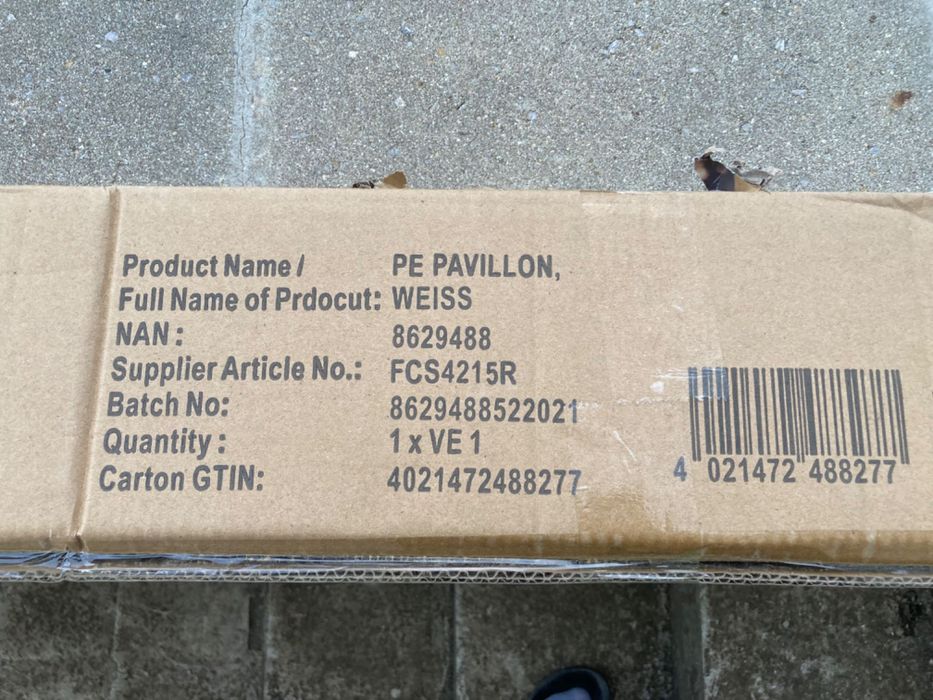 Product Name / PE PAVILLON,
Full Name of Prdocut: WEISS
NAN : 8629488
Supplier Article No.: FCS4215R
Batch No: 8629488522021
Quantity : 1 x VE 1
Carton GTIN: 4021472488277
4 021472 488277